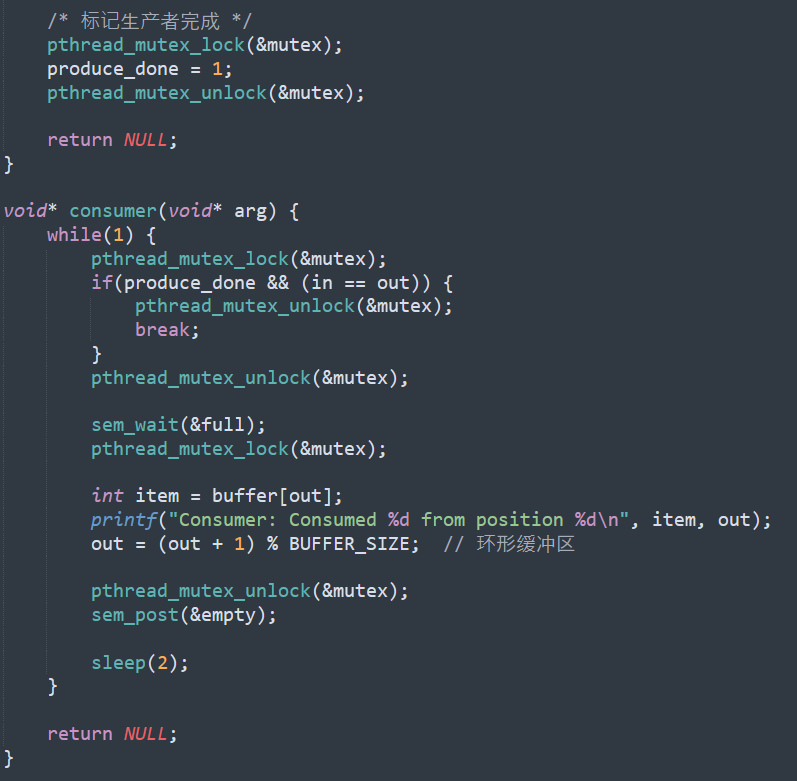 /* 标记生产者完成 */
pthread_mutex_lock(&mutex);
produce_done = 1;
pthread_mutex_unlock(&mutex);
return NULL;
}
void* consumer(void* arg) {
while(1) {
pthread_mutex_lock(&mutex);
if(produce_done && (in == out)) {
pthread_mutex_unlock(&mutex);
break;
}
pthread_mutex_unlock(&mutex);
sem_wait(&full);
pthread_mutex_lock(&mutex);
int item = buffer[out];
printf("Consumer: Consumed %d from position %d\n", item, out);
out = (out + 1) % BUFFER_SIZE;  // 环形缓冲区
pthread_mutex_unlock(&mutex);
sem_post(&empty);
sleep(2);
}
return NULL;
}